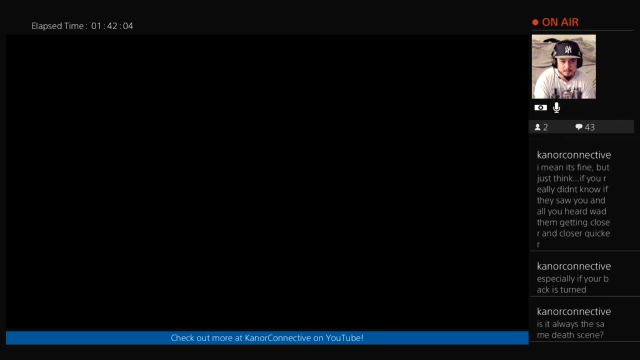 Elapsed Time: 01:42:04
ON AIR
2
43
kanorconnective
i mean its fine, but
just think...if you r
eally didnt know if
they saw you and
all you heard wad
them getting close
r and closer quicke
r
kanorconnective
especially if your b
ack is turned
kanorconnective
is it always the sa
me death scene?
Check out more at KanorConnective on YouTube!